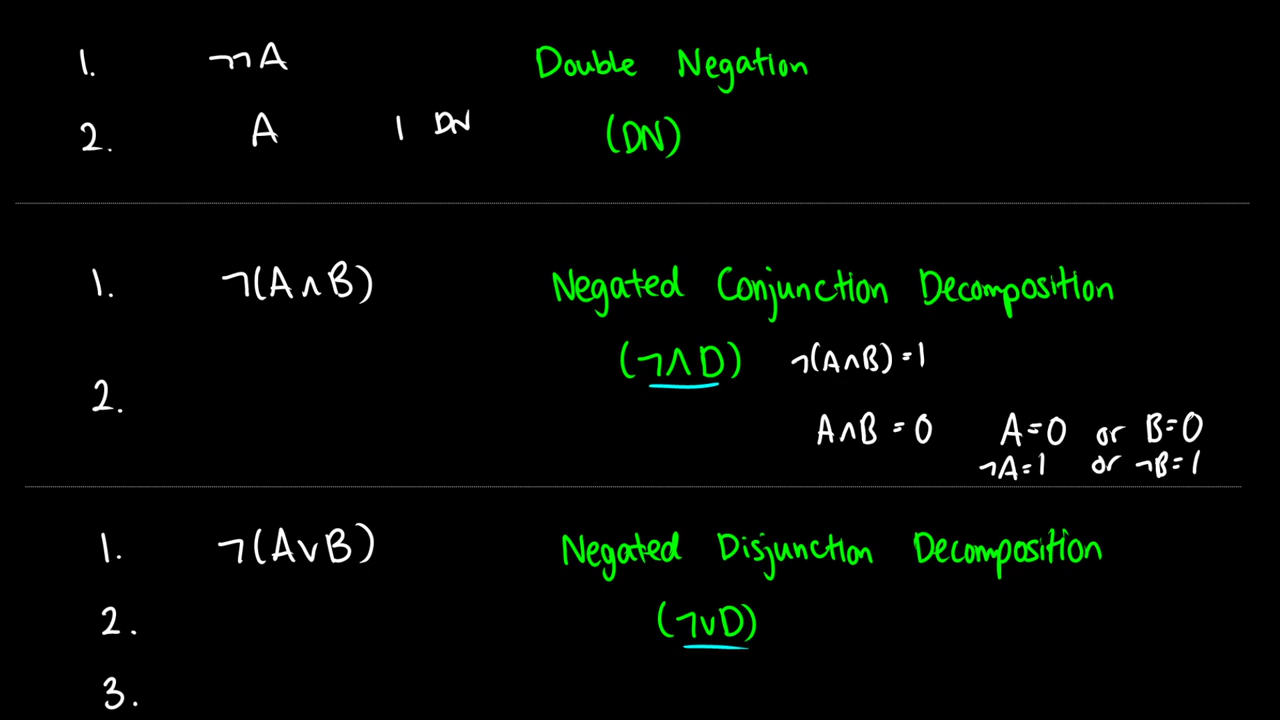 1. ¬¬A Double Negation
2. A 1 DN (DN)
1. ¬(A∧B) Negated Conjunction Decomposition
(¬∧D) ¬(A∧B)=1
2.
A∧B = 0 A=0 or B=0
¬A=1 or ¬B=1
1. ¬(A∨B) Negated Disjunction Decomposition
2. (¬∨D)
3.